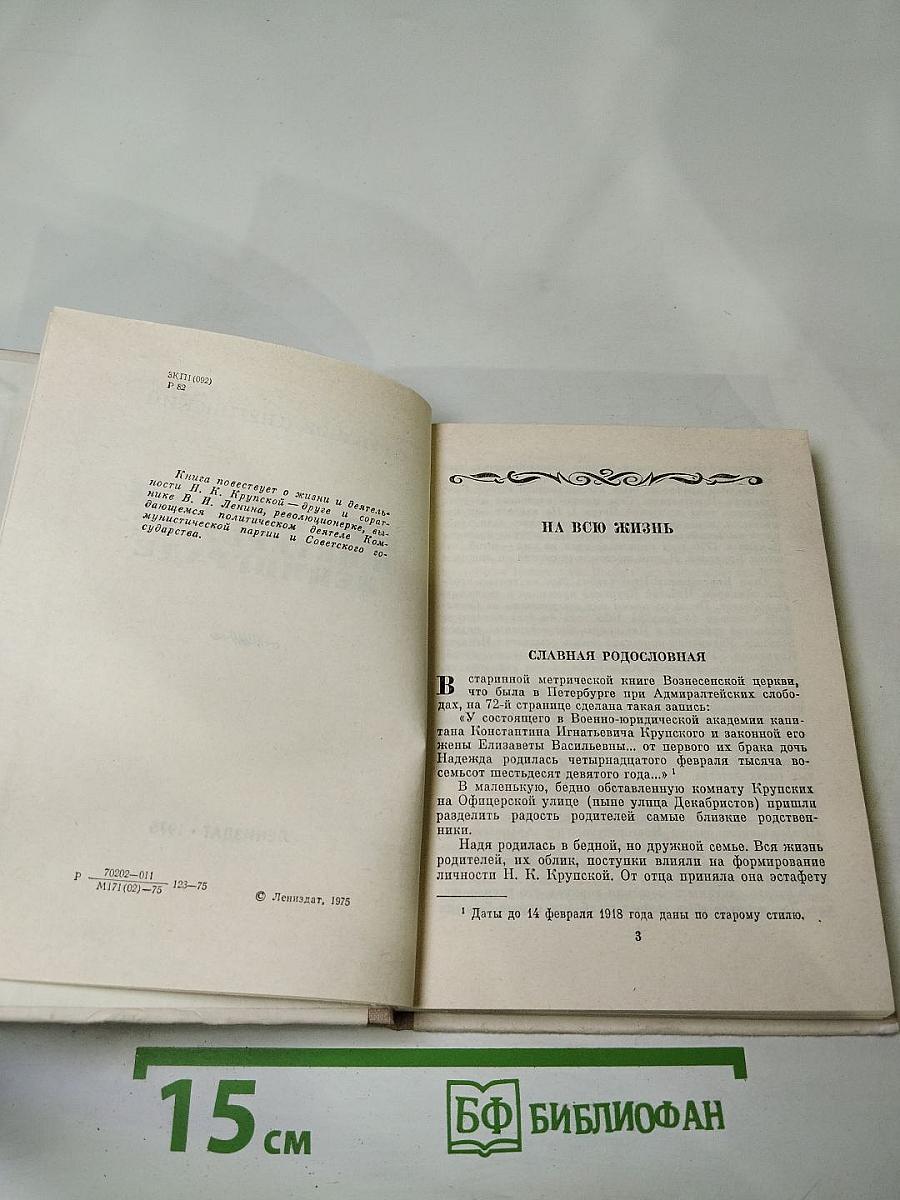 3КП1(092)
Р 82
Книга повествует о жизни и деятель-
ности Н. К. Крупской — друге и сорат-
нике В. И. Ленина, революционерке, вы-
дающемся политическом деятеле Ком-
мунистической партии и Советского го-
сударства.
Р 70202—011 123—75
М171(02)—75
© Лениздат, 1975
НА ВСЮ ЖИЗНЬ
СЛАВНАЯ РОДОСЛОВНАЯ
В старинной метрической книге Вознесенской церкви,
что была в Петербурге при Адмиралтейских слобо-
дах, на 72-й странице сделана такая запись:
«У состоящего в Военно-юридической академии капи-
тана Константина Игнатьевича Крупского и законной его
жены Елизаветы Васильевны... от первого их брака дочь
Надежда родилась четырнадцатого февраля тысяча во-
семьсот шестьдесят девятого года...» 1
В маленькую, бедно обставленную комнату Крупских
на Офицерской улице (ныне улица Декабристов) пришли
разделить радость родителей самые близкие родствен-
ники.
Надя родилась в бедной, но дружной семье. Вся жизнь
родителей, их облик, поступки влияли на формирование
личности Н. К. Крупской. От отца приняла она эстафету
1 Даты до 14 февраля 1918 года даны по старому стилю.
3
15 см
БФ БИБЛИОФАН